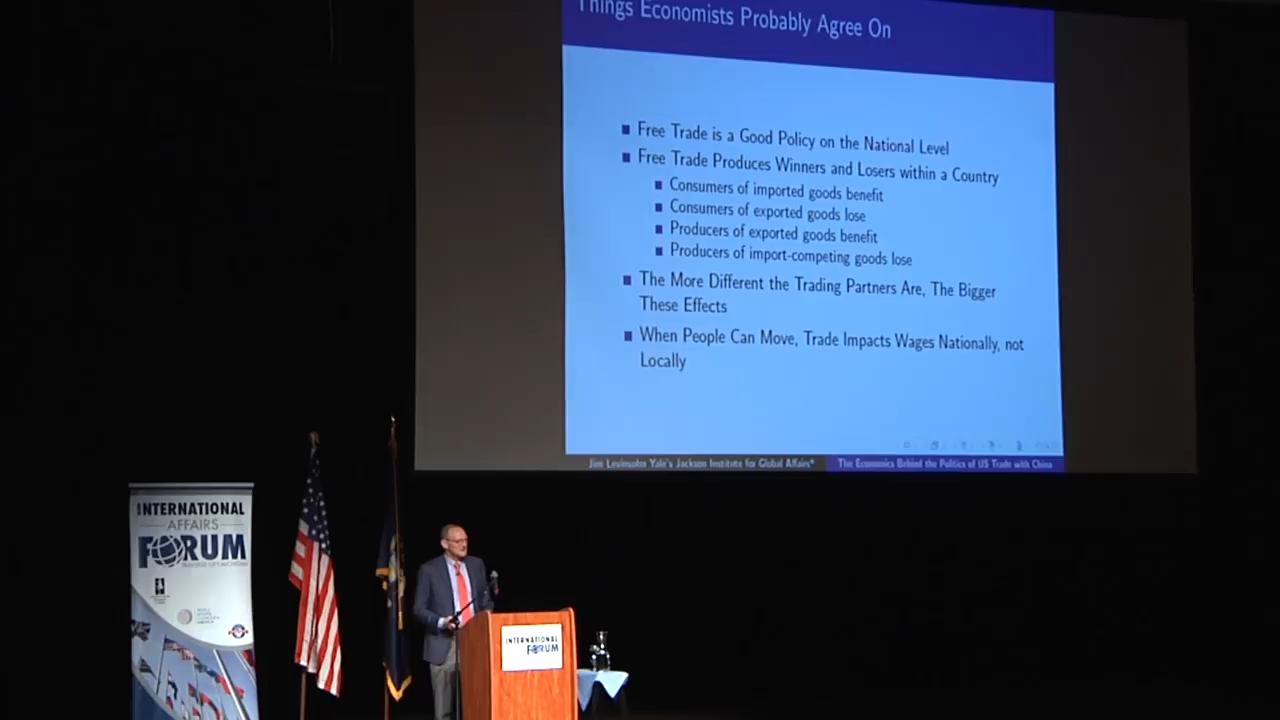 Things Economists Probably Agree On
Free Trade is a Good Policy on the National Level
Free Trade Produces Winners and Losers within a Country
Consumers of imported goods benefit
Consumers of exported goods lose
Producers of exported goods benefit
Producers of import-competing goods lose
The More Different the Trading Partners Are, The Bigger
These Effects
When People Can Move, Trade Impacts Wages Nationally, not
Locally
Jim Levinsohn Yale's Jackson Institute for Global Affairs*
The Economics Behind the Politics of US Trade with China
INTERNATIONAL
AFFAIRS
FORUM
INTERNATIONAL
FORUM